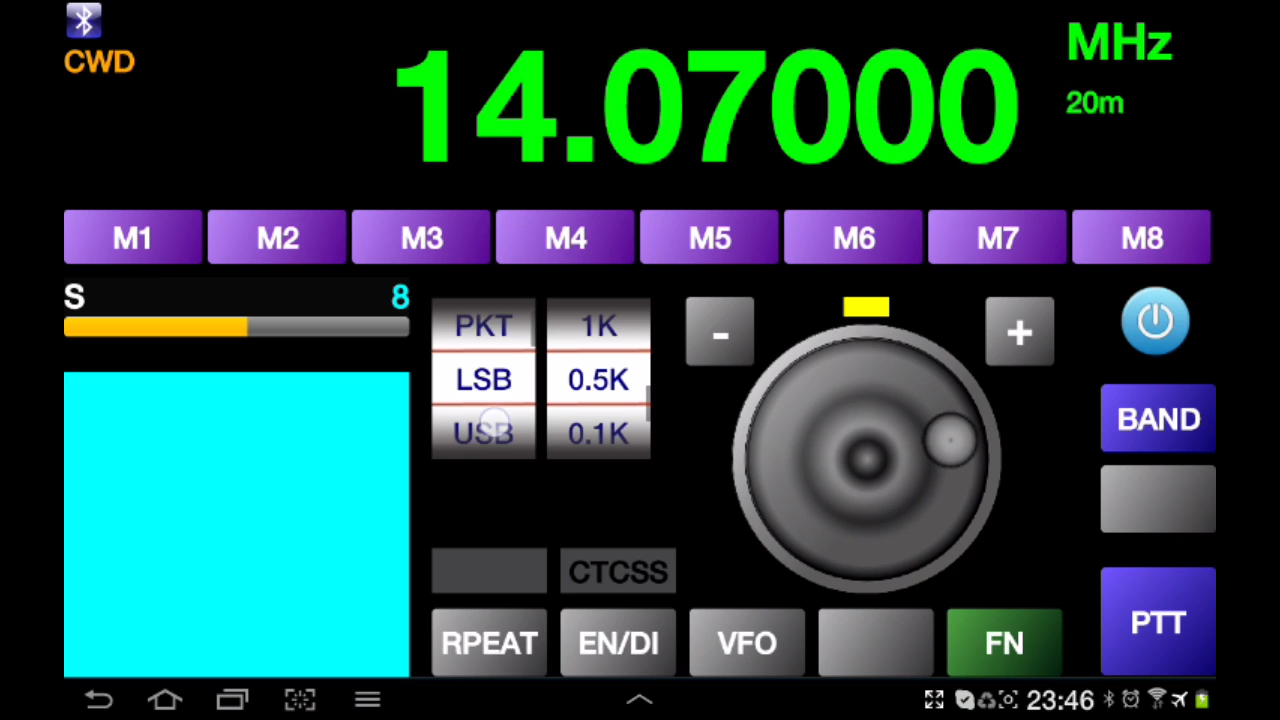 CWD
14.07000
MHz
20m
M1 M2 M3 M4 M5 M6 M7 M8
S 8
PKT 1K
LSB 0.5K
USB 0.1K
- +
BAND
CTCSS
RPEAT EN/DI VFO FN
PTT
23:46